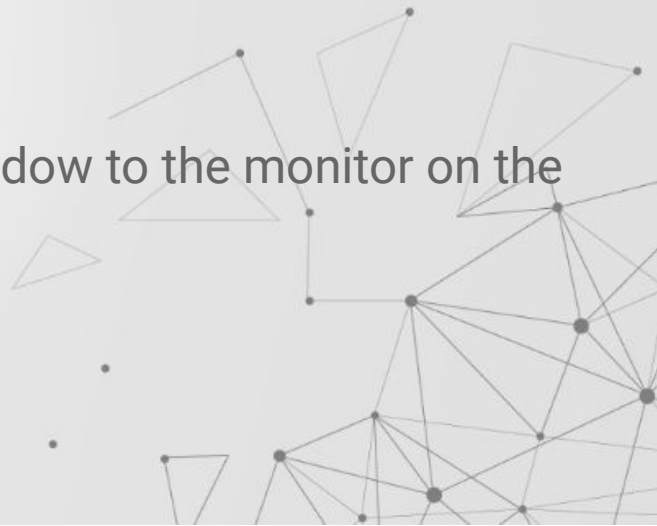 dow to the monitor on the